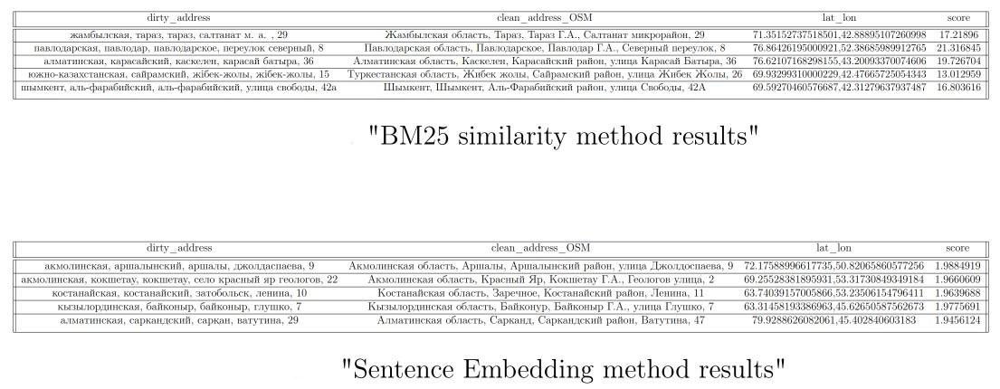 dirty_address clean_address_OSM lat_lon score
жамбылская, тараз, тараз, салтанат м. а. , 29 Жамбылская область, Тараз, Тараз Г.А., Салтанат микрорайон, 29 71.35152737518501,42.88895107260998 17.21896
павлодарская, павлодар, павлодарское, переулок северный, 8 Павлодарская область, Павлодарское, Павлодар Г.А., Северный переулок, 8 76.86426195000921,52.38685989912765 21.316845
алматинская, карасайский, каскелен, карасай батыра, 36 Алматинская область, Каскелен, Карасайский район, улица Карасай Батыра, 36 76.62107168298155,43.20093370074606 19.726704
южно-казахстанская, сайрамский, жібек-жолы, жібек-жолы, 15 Туркестанская область, Жибек жолы, Сайрамский район, улица Жибек Жолы, 26 69.93299310000229,42.47665725054343 13.012959
шымкент, аль-фарабийский, аль-фарабийский, улица свободы, 42а Шымкент, Шымкент, Аль-Фарабийский район, улица Свободы, 42А 69.59270460576687,42.31279637937487 16.803616
"BM25 similarity method results"
dirty_address clean_address_OSM lat_lon score
акмолинская, аршалынский, аршалы, джолдаспаева, 9 Акмолинская область, Аршалы, Аршалынский район, улица Джолдоспаева, 9 72.17588996617735,50.82065860577256 1.9884919
акмолинская, кокшетау, кокшетау, село красный яр геологов, 22 Акмолинская область, Красный Яр, Кокшетау Г.А., Геологов улица, 2 69.25528381895931,53.31730849349184 1.9660609
костанайская, костанайский, затобольск, ленина, 10 Костанайская область, Заречное, Костанайский район, Ленина, 11 63.74039157005866,53.23506154796411 1.9639688
кызылординская, байконыр, байконыр, глушко, 7 Кызылординская область, Байконур, Байконыр Г.А., улица Глушко, 7 63.31458193386963,45.62650587562673 1.9775691
алматинская, саркандский, саркан, ватутина, 29 Алматинская область, Сарканд, Саркандский район, Ватутина, 47 79.9288626082061,45.402840603183 1.9456124
"Sentence Embedding method results"